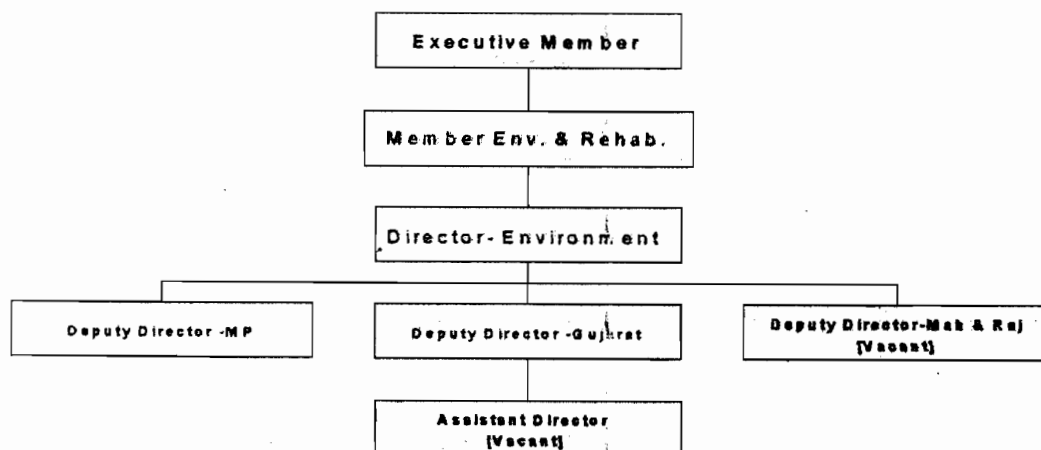 Executive Member
Member Env. & Rehab.
Director- Environment
Deputy Director -MP
Deputy Director -Gujarat
Deputy Director-Mah & Raj
[Vacant]
Assistant Director
[Vacant]